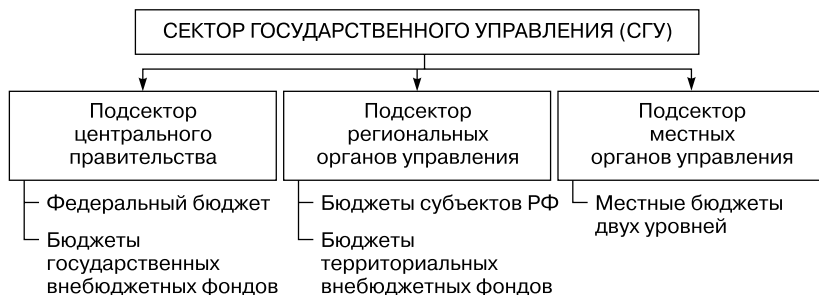 СЕКТОР ГОСУДАРСТВЕННОГО УПРАВЛЕНИЯ (СГУ)
Подсектор
центрального
правительства
Федеральный бюджет
Бюджеты
государственных
внебюджетных фондов
Подсектор
региональных
органов управления
Бюджеты субъектов РФ
Бюджеты
территориальных
внебюджетных фондов
Подсектор
местных
органов управления
Местные бюджеты
двух уровней